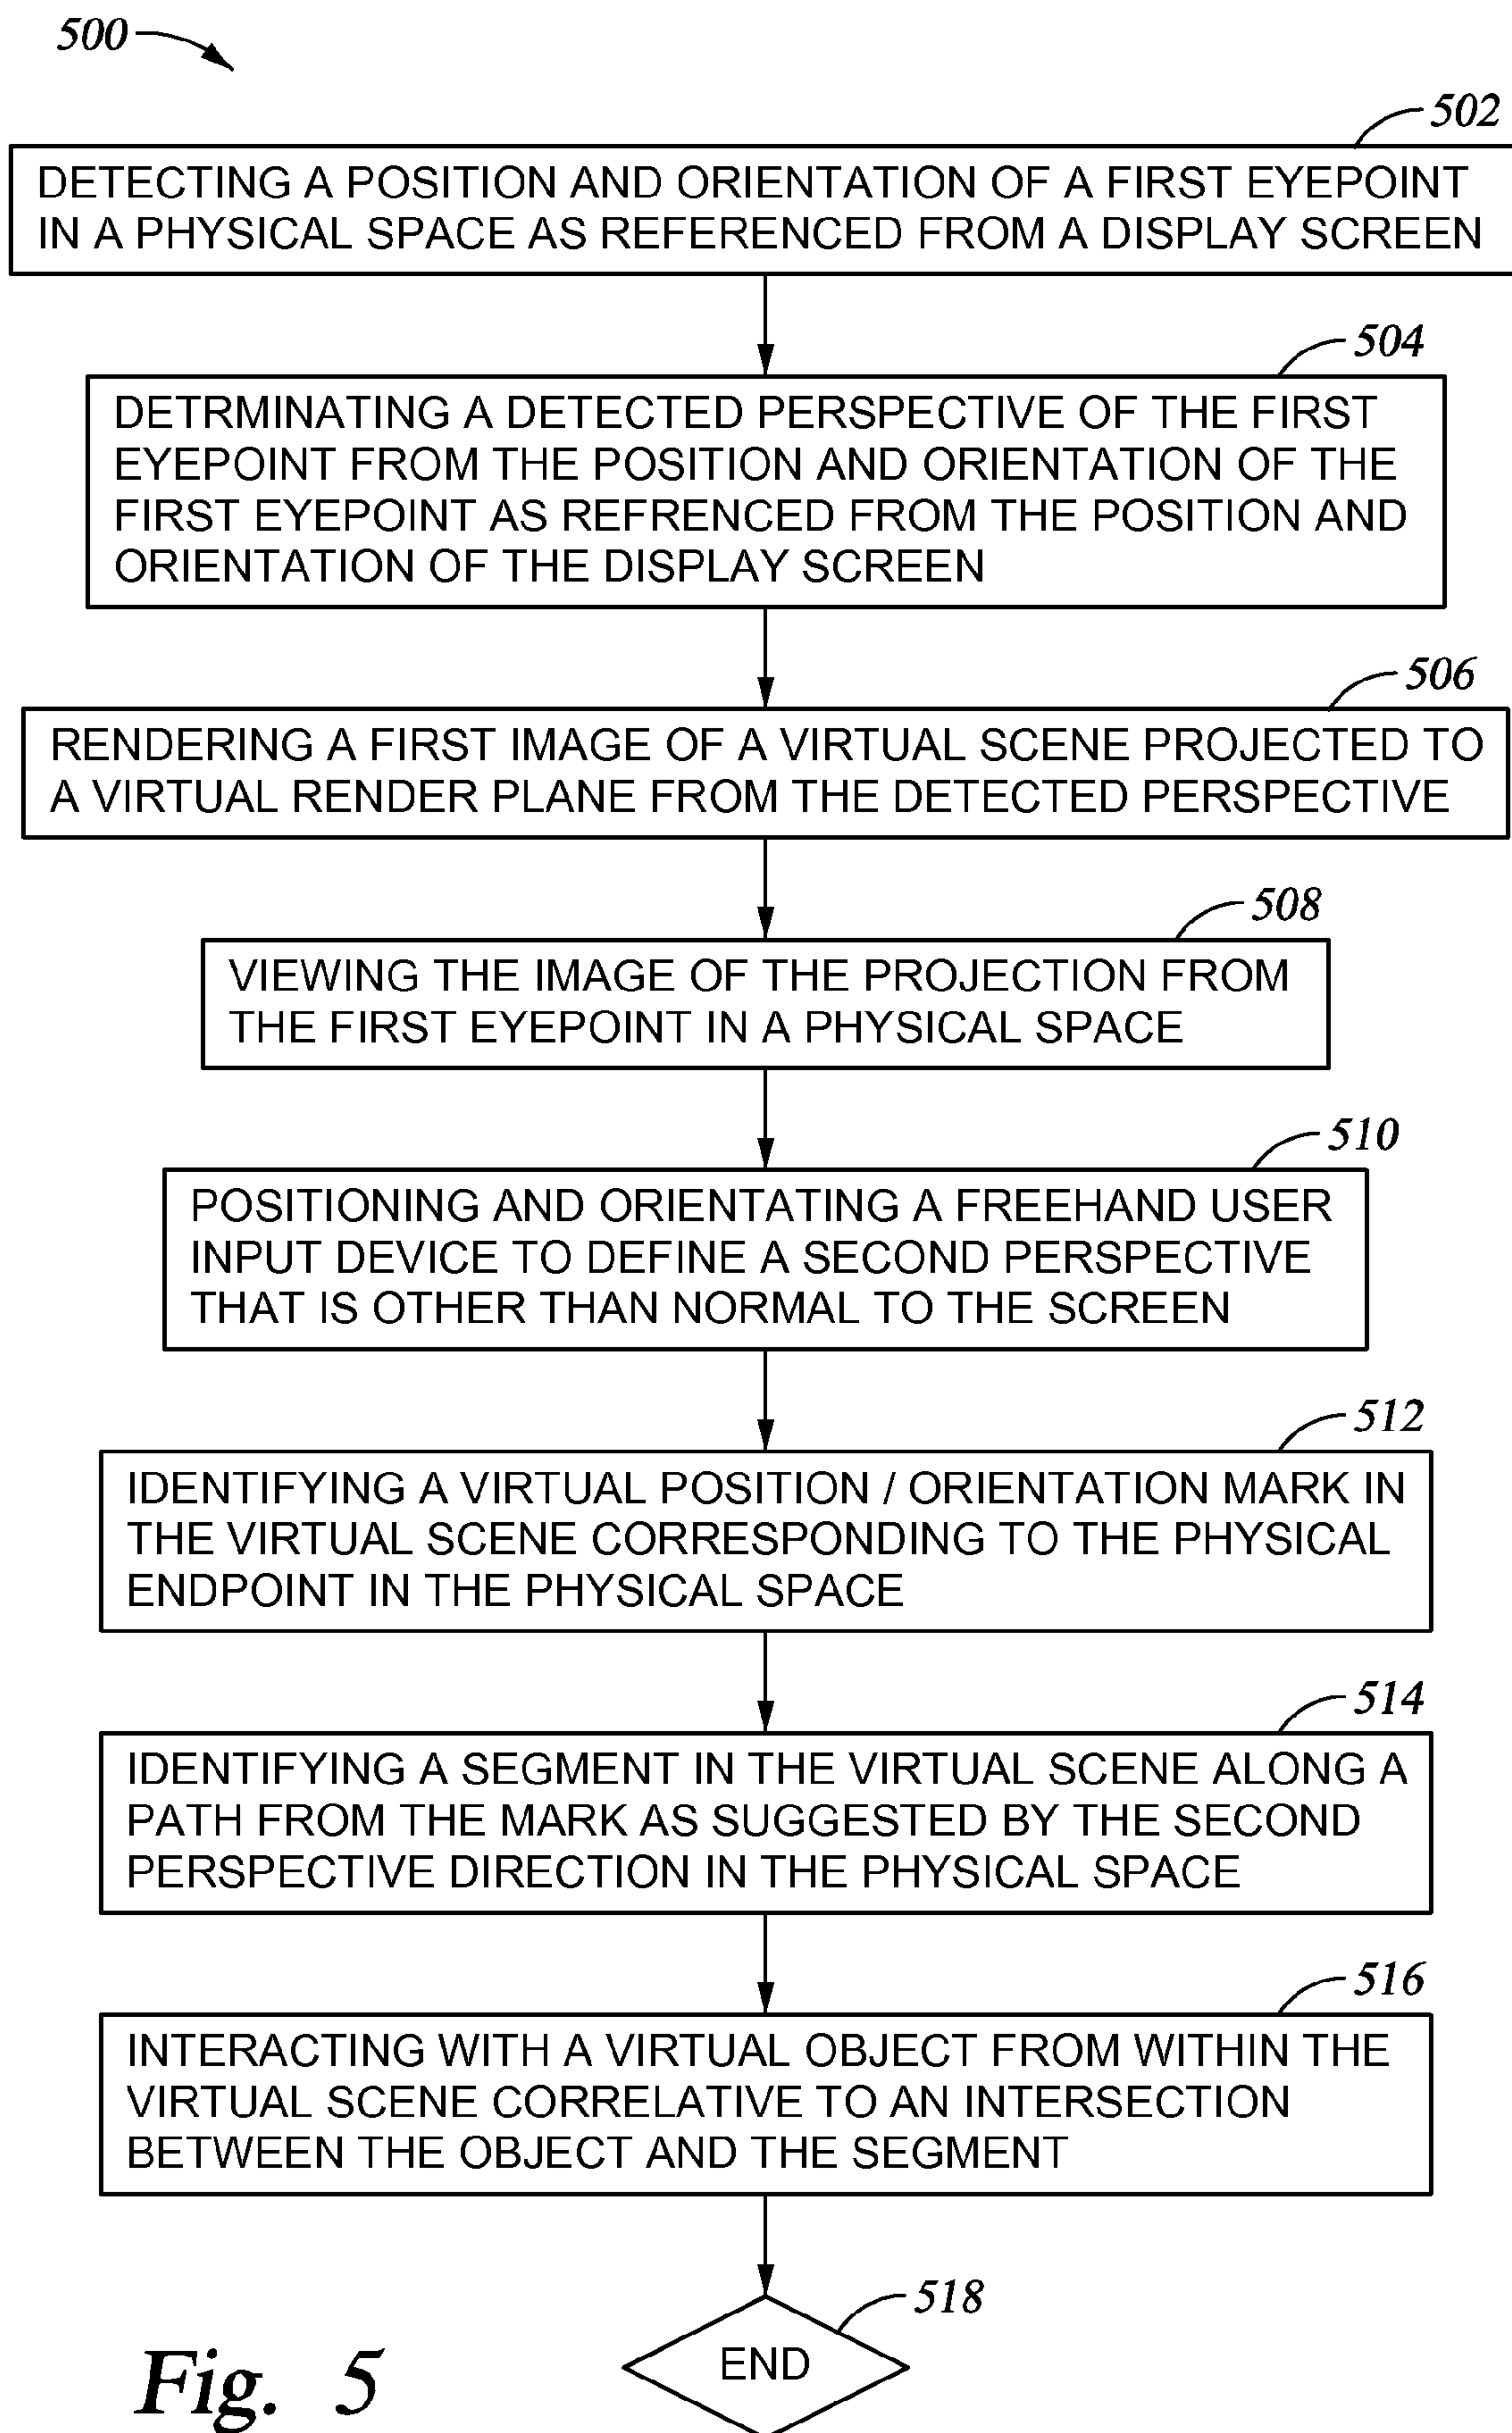 500
502
DETECTING A POSITION AND ORIENTATION OF A FIRST EYEPOINT
IN A PHYSICAL SPACE AS REFERENCED FROM A DISPLAY SCREEN
504
DETRMINATING A DETECTED PERSPECTIVE OF THE FIRST
EYEPOINT FROM THE POSITION AND ORIENTATION OF THE
FIRST EYEPOINT AS REFRENCED FROM THE POSITION AND
ORIENTATION OF THE DISPLAY SCREEN
506
RENDERING A FIRST IMAGE OF A VIRTUAL SCENE PROJECTED TO
A VIRTUAL RENDER PLANE FROM THE DETECTED PERSPECTIVE
508
VIEWING THE IMAGE OF THE PROJECTION FROM
THE FIRST EYEPOINT IN A PHYSICAL SPACE
510
POSITIONING AND ORIENTATING A FREEHAND USER
INPUT DEVICE TO DEFINE A SECOND PERSPECTIVE
THAT IS OTHER THAN NORMAL TO THE SCREEN
512
IDENTIFYING A VIRTUAL POSITION / ORIENTATION MARK IN
THE VIRTUAL SCENE CORRESPONDING TO THE PHYSICAL
ENDPOINT IN THE PHYSICAL SPACE
514
IDENTIFYING A SEGMENT IN THE VIRTUAL SCENE ALONG A
PATH FROM THE MARK AS SUGGESTED BY THE SECOND
PERSPECTIVE DIRECTION IN THE PHYSICAL SPACE
516
INTERACTING WITH A VIRTUAL OBJECT FROM WITHIN THE
VIRTUAL SCENE CORRELATIVE TO AN INTERSECTION
BETWEEN THE OBJECT AND THE SEGMENT
518
END
Fig. 5